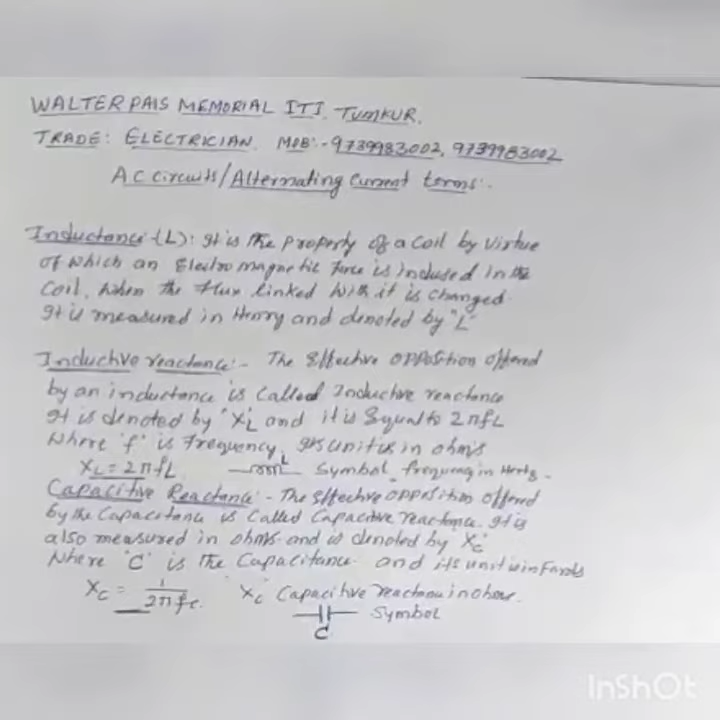 WALTER PAIS MEMORIAL ITI, TUMKUR.
TRADE: ELECTRICIAN. MOB:- 9739983002, 9739983002
AC circuits/Alternating Current terms:-
Inductance (L): It is the property of a coil by virtue
of which an Electro magnetic force is induced in the
coil, when the flux linked with it is changed.
It is measured in Henry and denoted by "L"
Inductive reactance:- The Effective opposition offered
by an inductance is called Inductive reactance
It is denoted by "XL and it is Equal to 2πfL
Where 'f' is frequency, its unit is in ohm's
XL = 2πfL L Symbol, frequency in Hertz.
Capacitive Reactance:- The effective opposition offered
by the Capacitance is called Capacitive reactance. It is
also measured in ohms and is denoted by 'Xc'
Where 'C' is the Capacitance and its unit is in Farads
Xc = 1/2πfc. Xc Capacitive reactance in ohms.
Symbol
C
InShOt